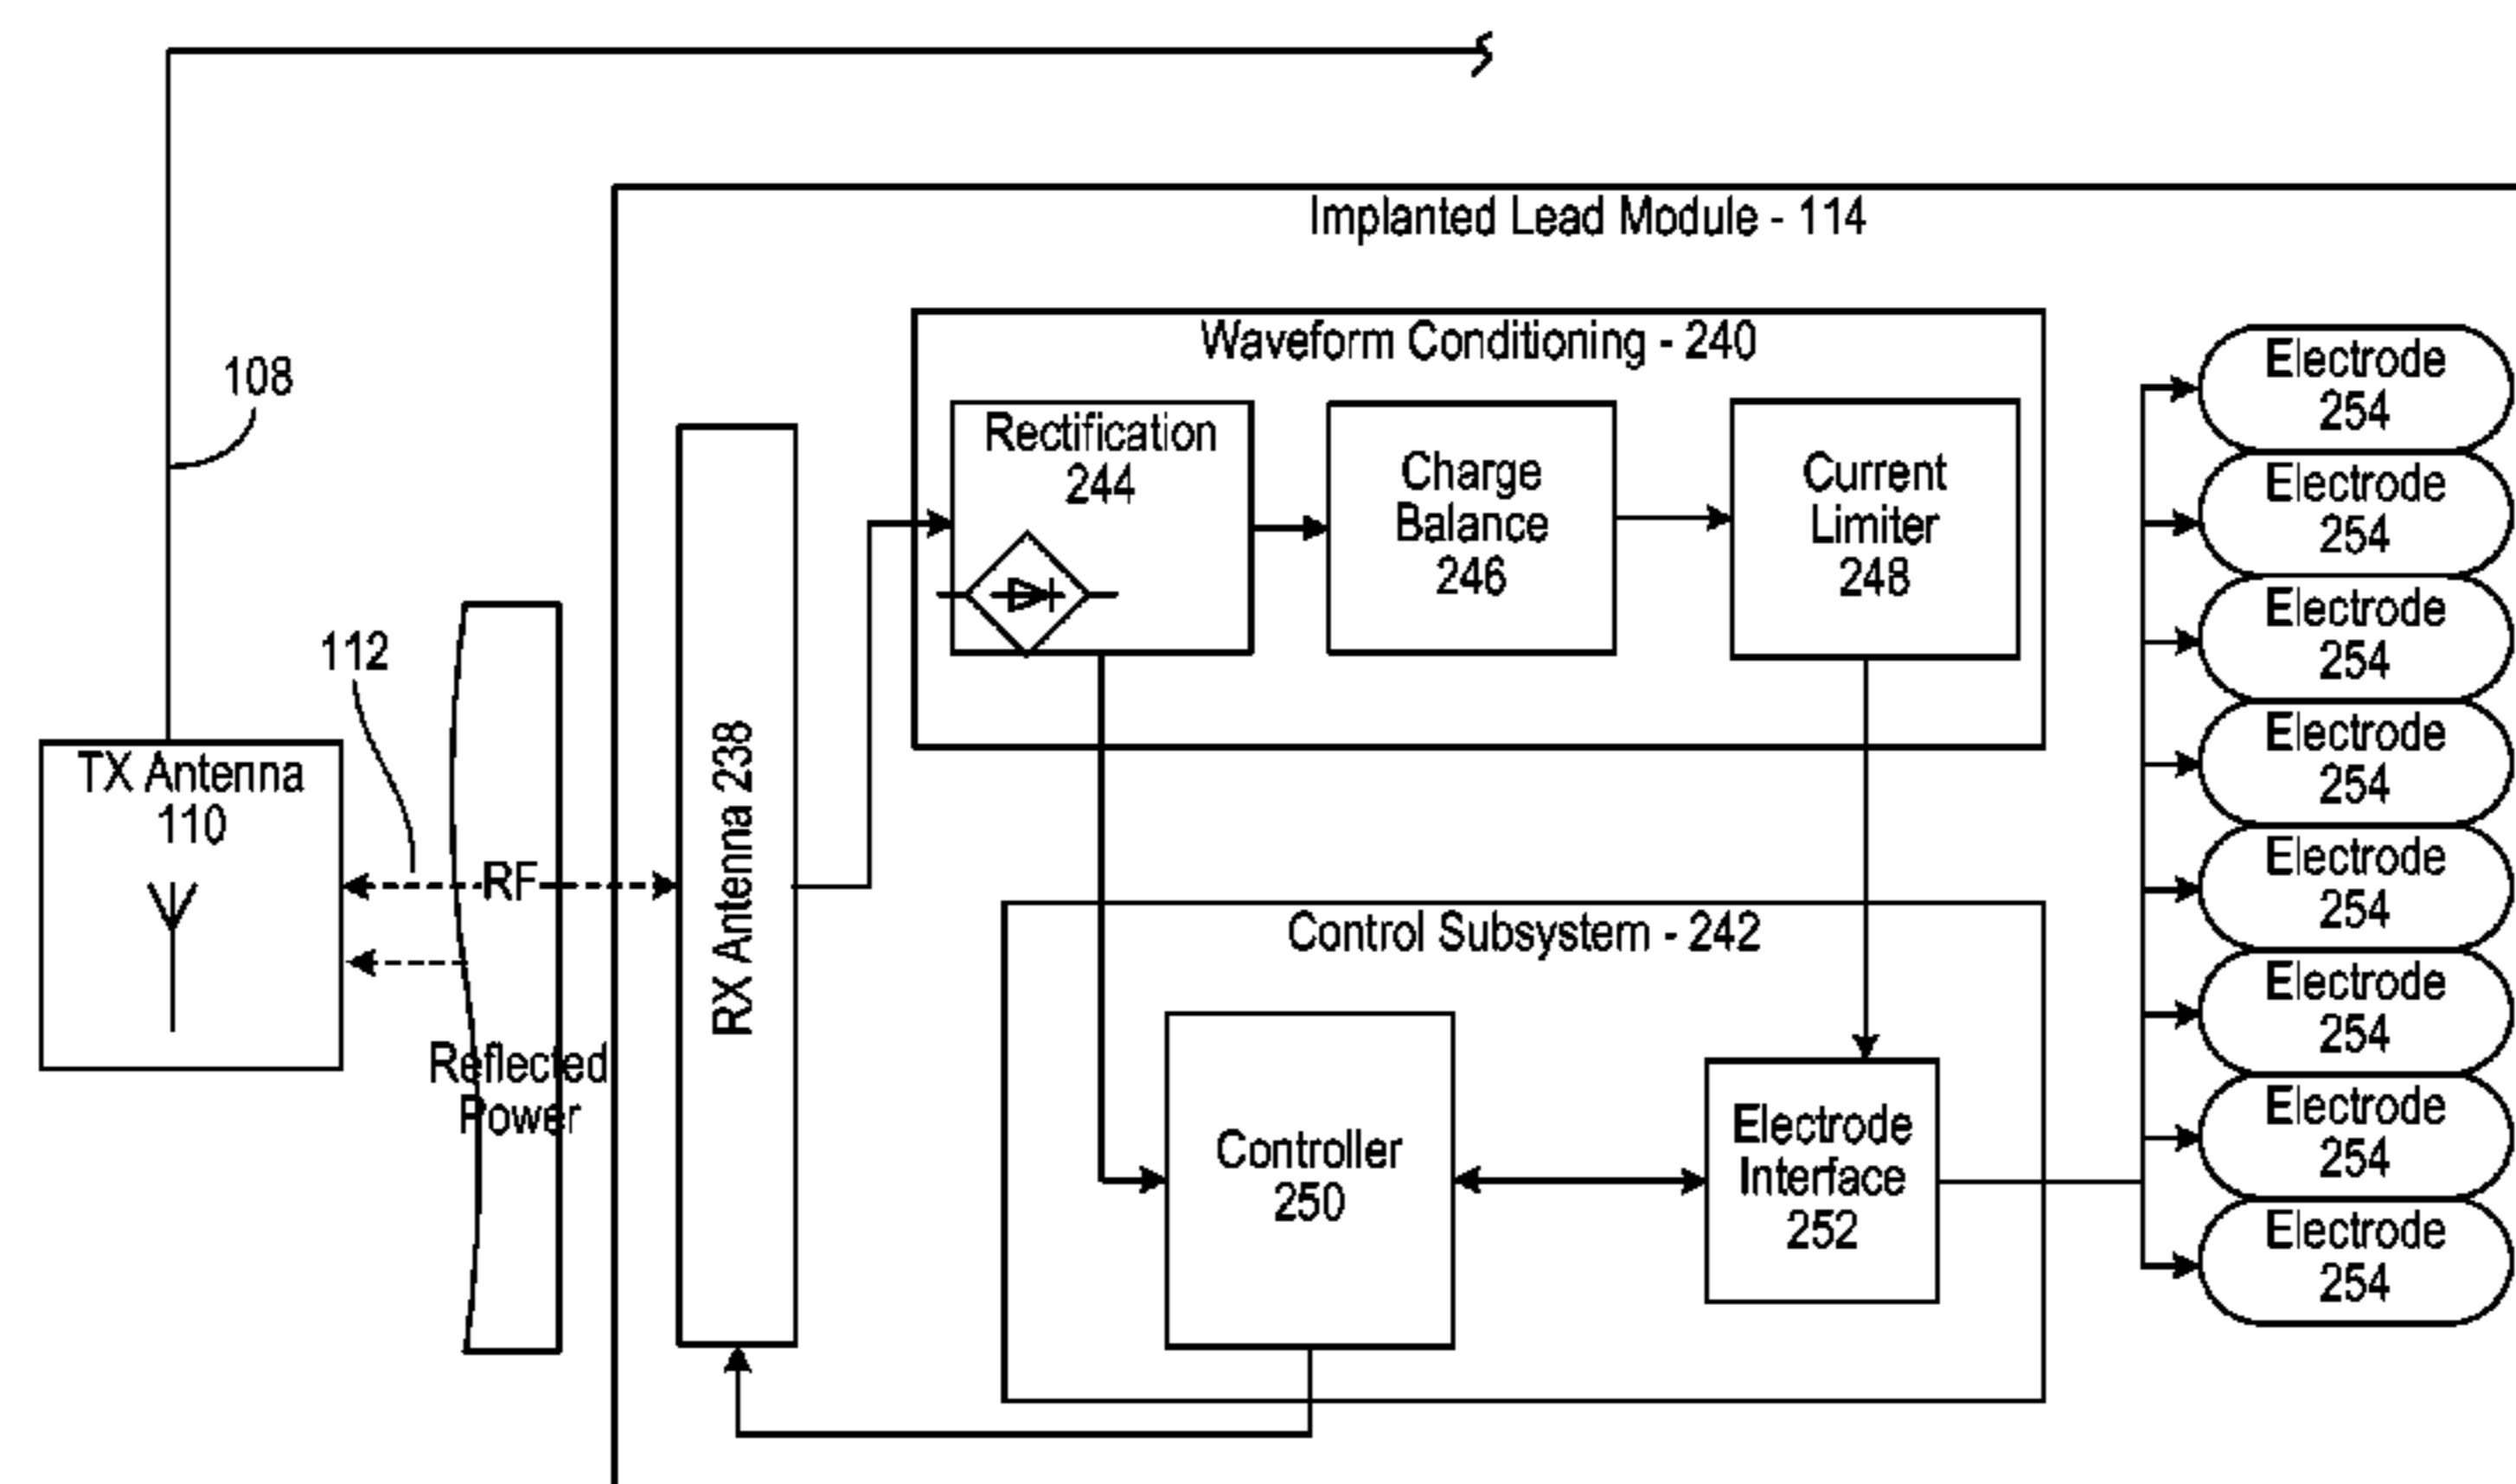 Implanted Lead Module - 114
108
Waveform Conditioning - 240
Rectification
244
Charge
Balance
246
Current
Limiter
248
112
TX Antenna
110
RF
Reflected
Power
RX Antenna 238
Control Subsystem - 242
Controller
250
Electrode
Interface
252
Electrode
254
Electrode
254
Electrode
254
Electrode
254
Electrode
254
Electrode
254
Electrode
254
Electrode
254